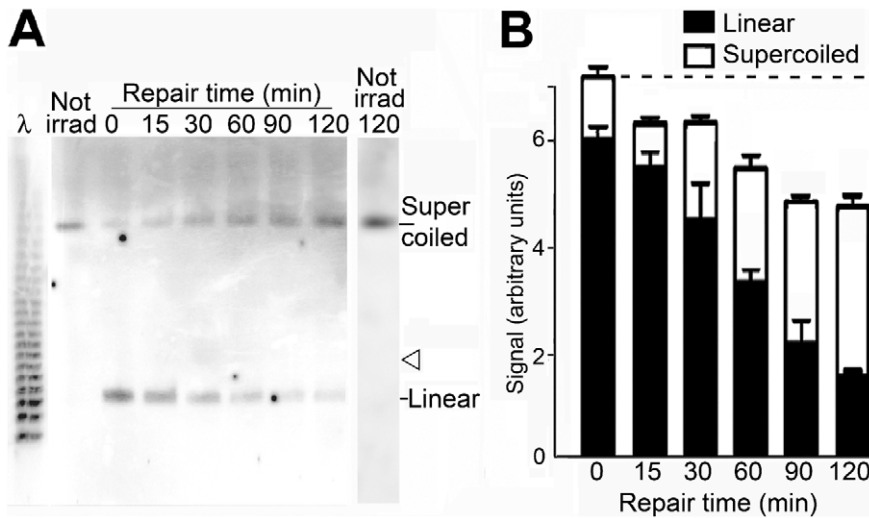 A
Not
irrad
Repair time (min)
Not
irrad
λ
0 15 30 60 90 120
120
Super
coiled
Linear
B
Linear
Supercoiled
Signal (arbitrary units)
6
4
2
0
0 15 30 60 90 120
Repair time (min)